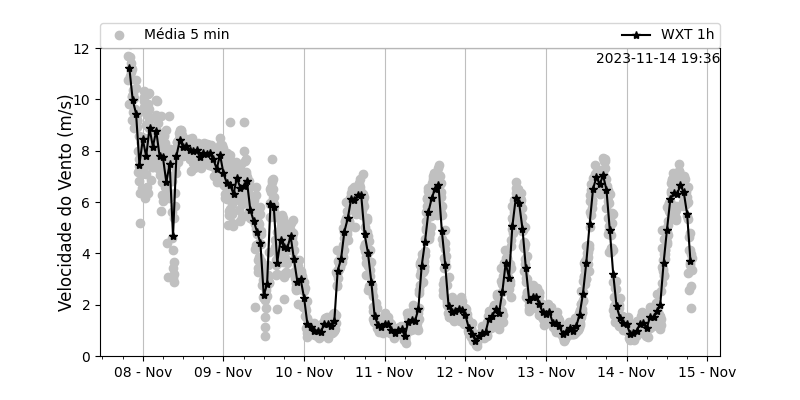 Média 5 min
WXT 1h
2023-11-14 19:36
Velocidade do Vento (m/s)
12
10
8
6
4
2
0
08 - Nov
09 - Nov
10 - Nov
11 - Nov
12 - Nov
13 - Nov
14 - Nov
15 - Nov